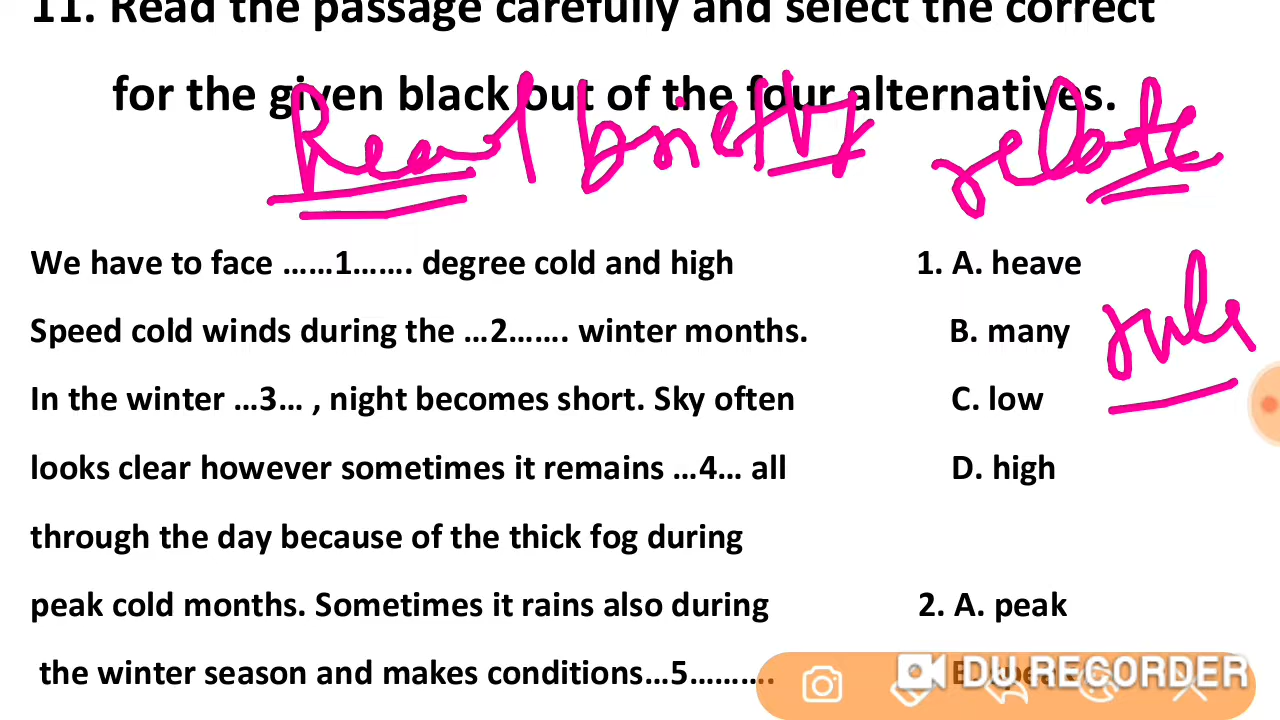 11. Read the passage carefully and select the correct
for the given black out of the four alternatives.
Read briefly relate
We have to face ……1……. degree cold and high
1. A. heave
rule
Speed cold winds during the …2……. winter months.
B. many
In the winter …3… , night becomes short. Sky often
C. low
looks clear however sometimes it remains …4… all
D. high
through the day because of the thick fog during
peak cold months. Sometimes it rains also during
2. A. peak
the winter season and makes conditions…5……….
B.
DU RECORDER